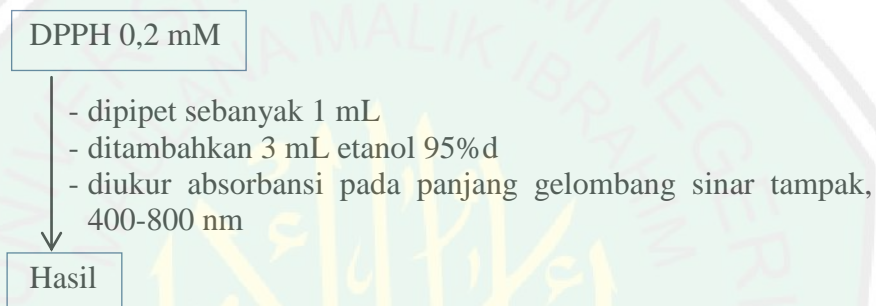 DPPH 0,2 mM
- dipipet sebanyak 1 mL
- ditambahkan 3 mL etanol 95%d
- diukur absorbansi pada panjang gelombang sinar tampak,
400-800 nm
Hasil